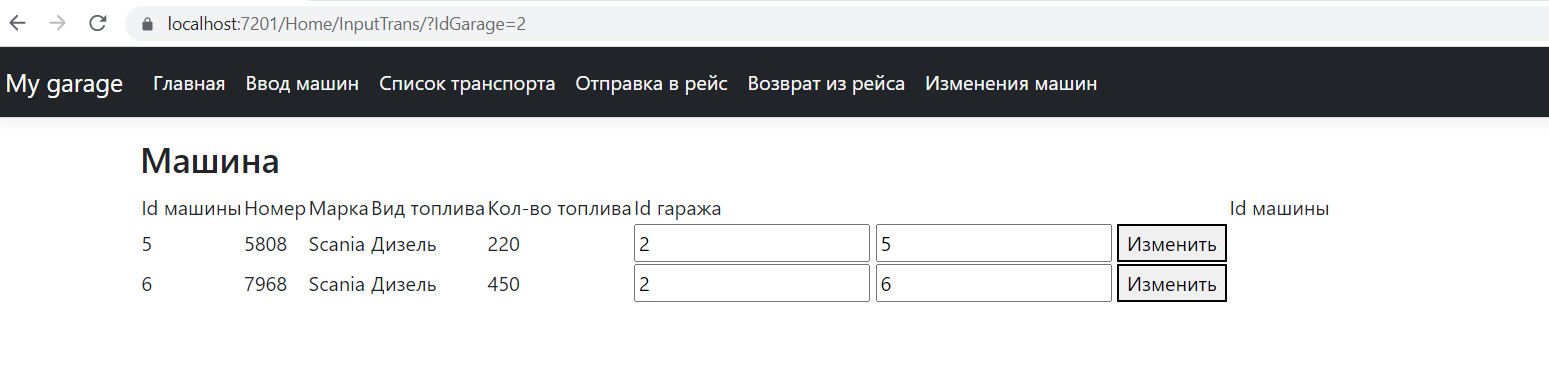 localhost:7201/Home/InputTrans/?IdGarage=2
My garage Главная Ввод машин Список транспорта Отправка в рейс Возврат из рейса Изменения машин
Машина
Id машины Номер Марка Вид топлива Кол-во топлива Id гаража Id машины
5 5808 Scania Дизель 220 2 5 Изменить
6 7968 Scania Дизель 450 2 6 Изменить